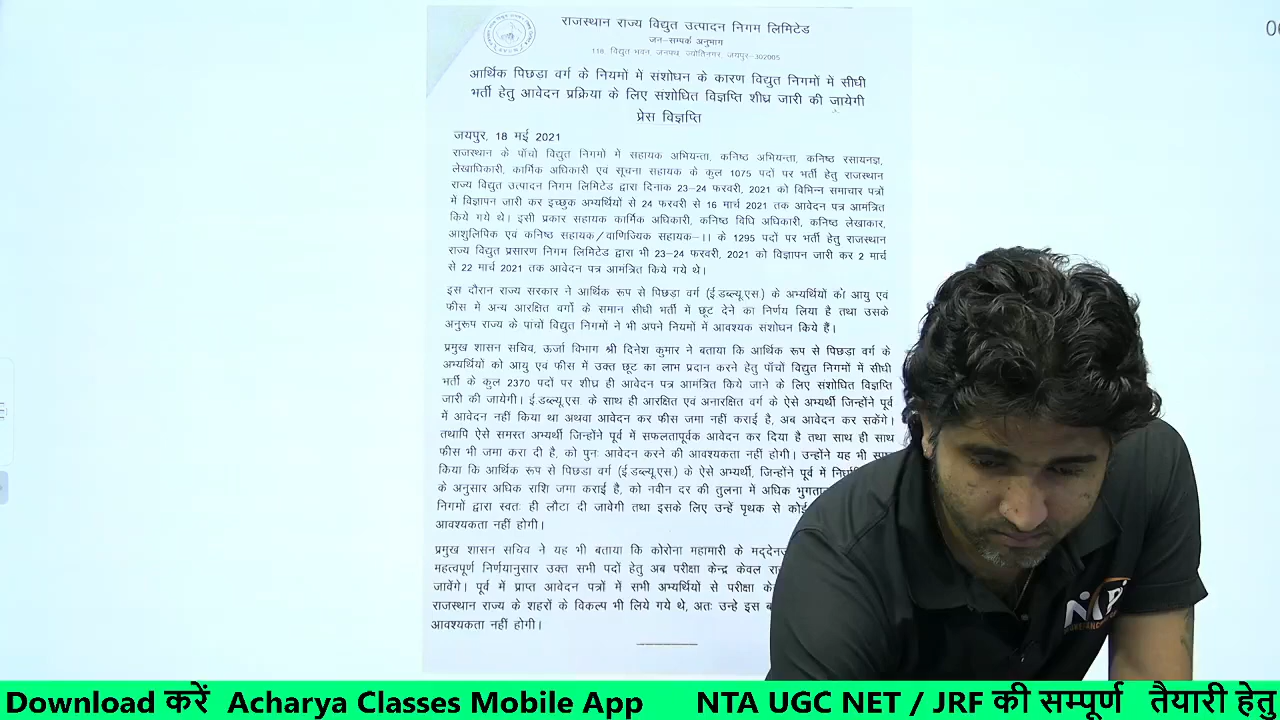 राजस्थान राज्य विद्युत उत्पादन निगम लिमिटेड
जन-सम्पर्क अनुभाग
118, विद्युत भवन, जनपथ, ज्योतिनगर, जयपुर-302005
आर्थिक पिछडा वर्ग के नियमों में संशोधन के कारण विद्युत निगमों में सीधी
भर्ती हेतु आवेदन प्रक्रिया के लिए संशोधित विज्ञप्ति शीघ्र जारी की जायेगी
प्रेस विज्ञप्ति
जयपुर, 18 मई 2021
राजस्थान के पॉचो विद्युत निगमों में सहायक अभियन्ता, कनिष्ठ अभियन्ता, कनिष्ठ रसायनज्ञ,
लेखाधिकारी, कार्मिक अधिकारी एवं सूचना सहायक के कुल 1075 पदों पर भर्ती हेतु राजस्थान
राज्य विद्युत उत्पादन निगम लिमिटेड द्वारा दिनाक 23-24 फरवरी, 2021 को विभिन्न समाचार पत्रों
में विज्ञापन जारी कर इच्छुक अभ्यर्थियों से 24 फरवरी से 16 मार्च 2021 तक आवेदन पत्र आमंत्रित
किये गये थे। इसी प्रकार सहायक कार्मिक अधिकारी, कनिष्ठ विधि अधिकारी, कनिष्ठ लेखाकार,
आशुलिपिक एवं कनिष्ठ सहायक/वाणिज्यिक सहायक-।। के 1295 पदों पर भर्ती हेतु राजस्थान
राज्य विद्युत प्रसारण निगम लिमिटेड द्वारा भी 23-24 फरवरी, 2021 को विज्ञापन जारी कर 2 मार्च
से 22 मार्च 2021 तक आवेदन पत्र आमंत्रित किये गए थे।
इस दौरान राज्य सरकार ने आर्थिक रूप से पिछडा वर्ग (ई.डब्ल्यू.एस) के अभ्यर्थियों को आयु एवं
फीस में अन्य आरक्षित वर्गों के समान सीधी भर्ती में छूट देने का निर्णय लिया है तथा उसके
अनुरूप राज्य के पांचों विद्युत निगमों ने भी अपने नियमों में आवश्यक संशोधन किये हैं।
प्रमुख शासन सचिव, ऊर्जा विभाग श्री दिनेश कुमार ने बताया कि आर्थिक रूप से पिछडा वर्ग के
अभ्यर्थियों को आयु एवं फीस में उक्त छूट का लाभ प्रदान करने हेतु पॉचों विद्युत निगमों में सीधी
भर्ती के कुल 2370 पदों पर शीघ्र ही आवेदन पत्र आमंत्रित किये जाने के लिए संशोधित विज्ञप्ति
जारी की जायेगी। ई.डब्ल्यू.एस के साथ ही आरक्षित एवं अनारक्षित वर्ग के ऐसे अभ्यर्थी जिन्होंने पूर्व
में आवेदन नहीं किया था अथवा आवेदन कर फीस जमा नहीं कराई है, अब आवेदन कर सकेंगे।
तथापि ऐसे समस्त अभ्यर्थी जिन्होंने पूर्व में सफलतापूर्वक आवेदन कर दिया है तथा साथ ही साथ
फीस भी जमा करा दी है, को पुनः आवेदन करने की आवश्यकता नहीं होगी। उन्होंने यह भी
किया कि आर्थिक रूप से पिछडा वर्ग (ई.डब्ल्यू.एस) के ऐसे अभ्यर्थी, जिन्होंने पूर्व में
के अनुसार अधिक राशि जमा कराई है, को नवीन दर की तुलना में अधिक
निगमों द्वारा स्वतः ही लौटा दी जावेगी तथा इसके लिए उन्हें पृथक से कोई
आवश्यकता नहीं होगी।
प्रमुख शासन सचिव ने यह भी बताया कि कोरोना महामारी के
महत्वपूर्ण निर्णयानुसार उक्त सभी पदों हेतु अब परीक्षा केन्द्र केवल
जावेंगे। पूर्व में प्राप्त आवेदन पत्रों में सभी अभ्यर्थियों से परीक्षा
राजस्थान राज्य के शहरों के विकल्प भी लिये गये थे, अतः उन्हे इस
आवश्यकता नहीं होगी।
Download करें Acharya Classes Mobile App NTA UGC NET / JRF की सम्पूर्ण तैयारी हेतु